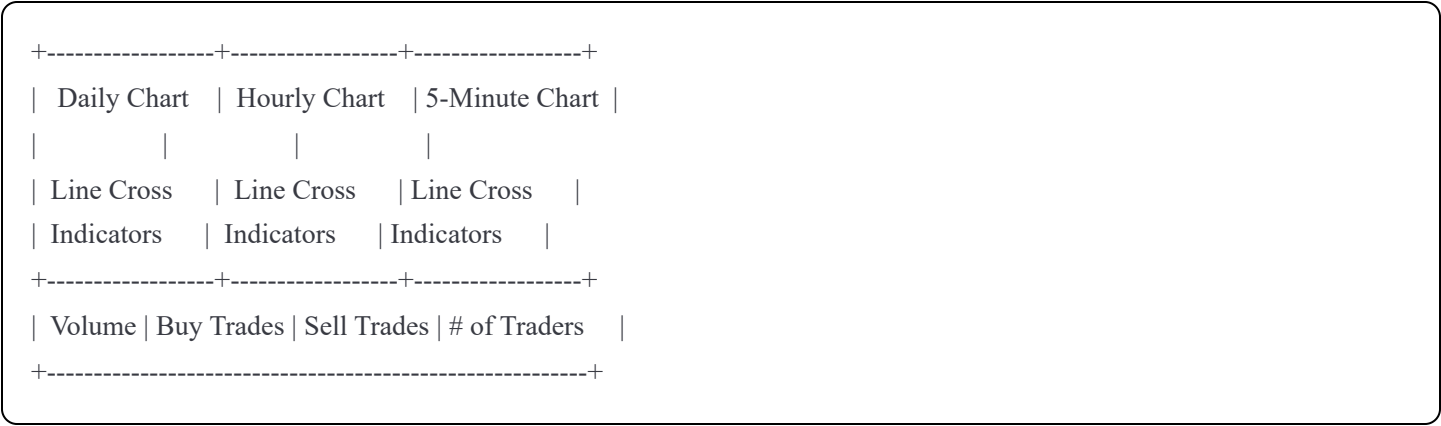 +------------------+------------------+------------------+
|   Daily Chart    |  Hourly Chart    | 5-Minute Chart  |
|                  |                  |                  |
|  Line Cross      |  Line Cross      | Line Cross      |
|  Indicators      |  Indicators      | Indicators      |
+------------------+------------------+------------------+
|  Volume | Buy Trades | Sell Trades | # of Traders     |
+----------------------------------------------------------+